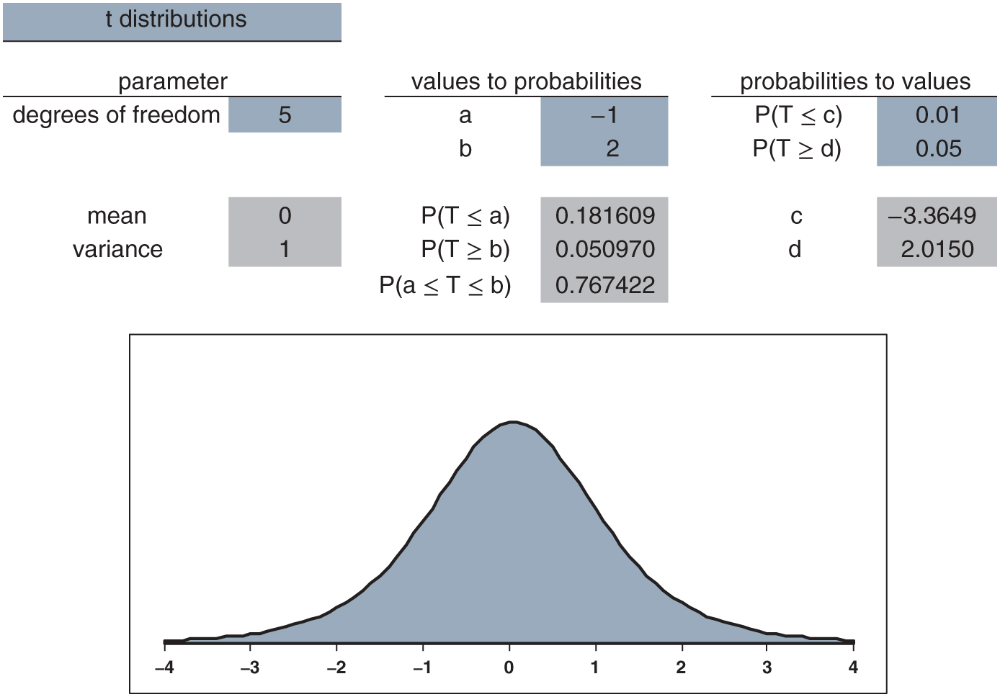 t distributions
parameter values to probabilities probabilities to values
degrees of freedom 5 a −1 P(T ≤ c) 0.01
b 2 P(T ≥ d) 0.05
mean 0 P(T ≤ a) 0.181609 c −3.3649
variance 1 P(T ≥ b) 0.050970 d 2.0150
P(a ≤ T ≤ b) 0.767422
−4 −3 −2 −1 0 1 2 3 4